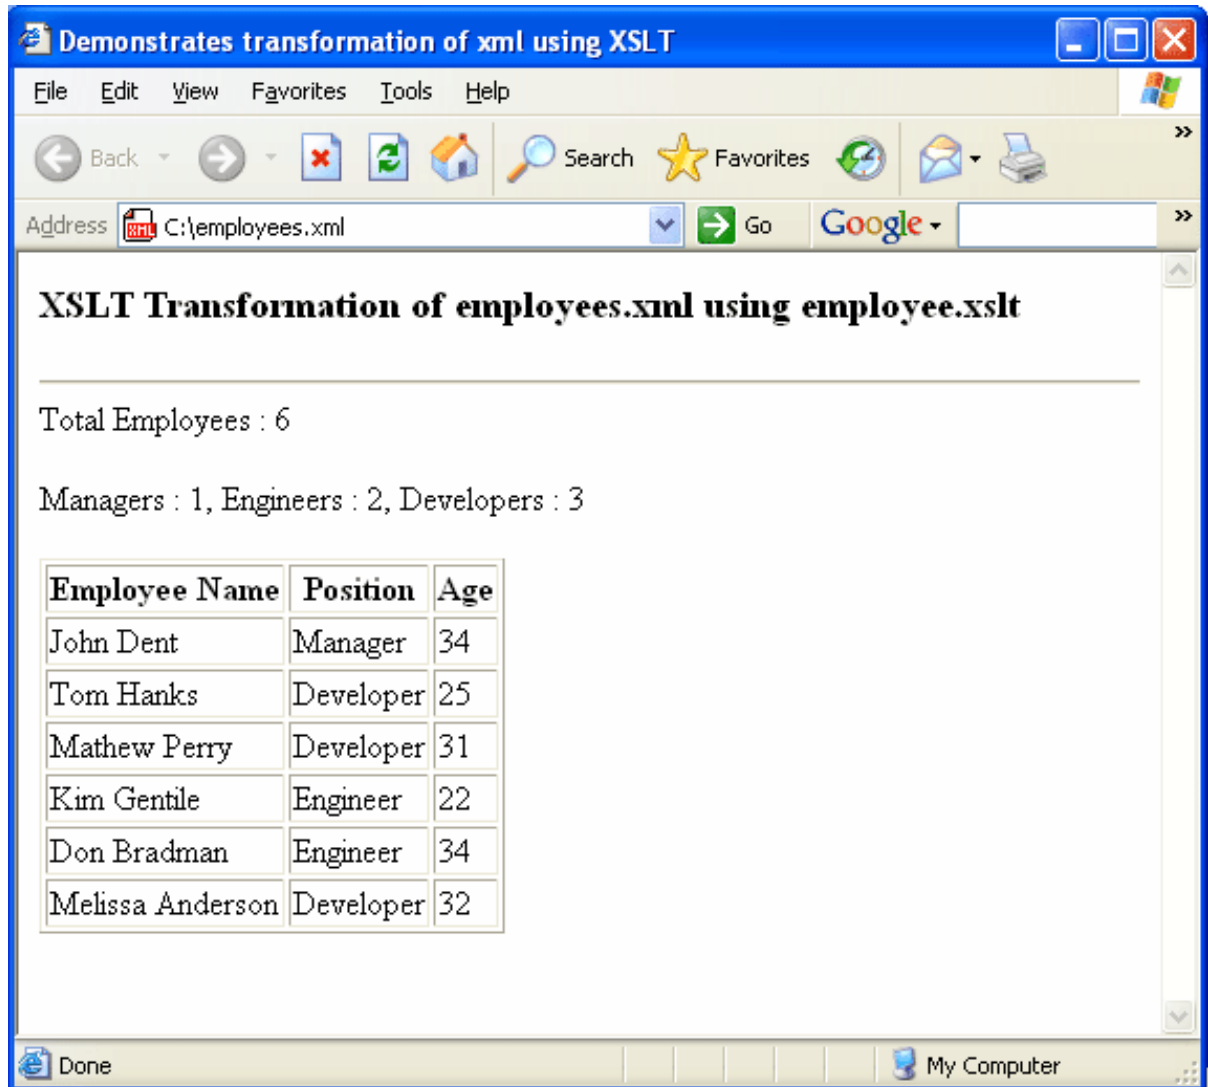 Demonstrates transformation of xml using XSLT
File Edit View Favorites Tools Help
Back Search Favorites
Address XML C:\employees.xml Go Google
XSLT Transformation of employees.xml using employee.xslt
Total Employees : 6
Managers : 1, Engineers : 2, Developers : 3
Employee Name Position Age
John Dent Manager 34
Tom Hanks Developer 25
Mathew Perry Developer 31
Kim Gentile Engineer 22
Don Bradman Engineer 34
Melissa Anderson Developer 32
Done My Computer